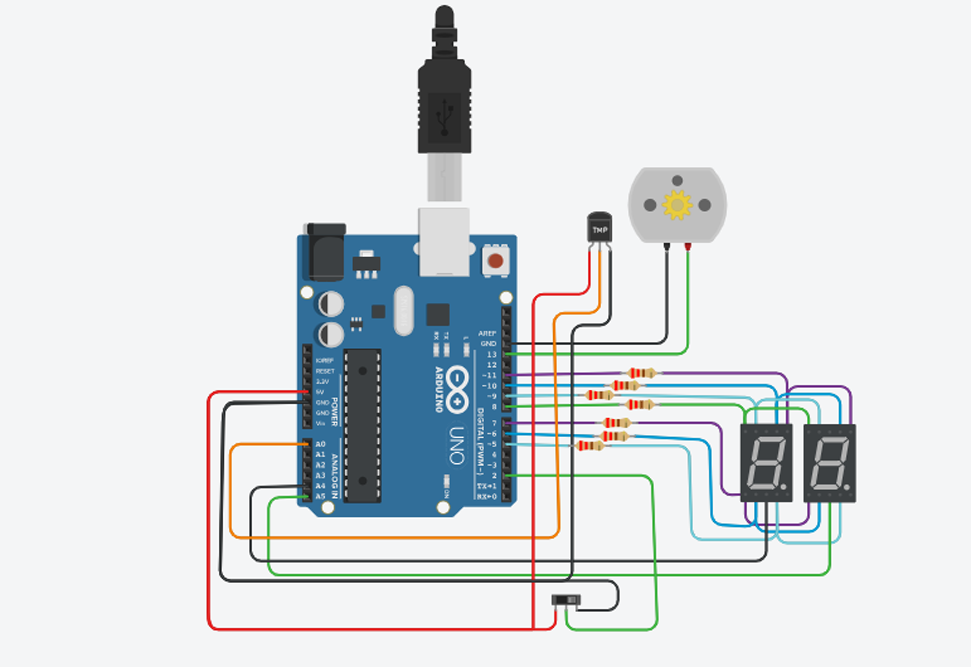 TMP
AREF
GND
13
12
~11
~10
~9
8
7
~6
~5
4
~3
2
TX→1
RX←0
DIGITAL (PWM~)
RX
TX
L
ARDUINO
UNO
ON
IOREF
RESET
3.3V
5V
GND
GND
Vin
POWER
A0
A1
A2
A3
A4
A5
ANALOG IN
8.
8.